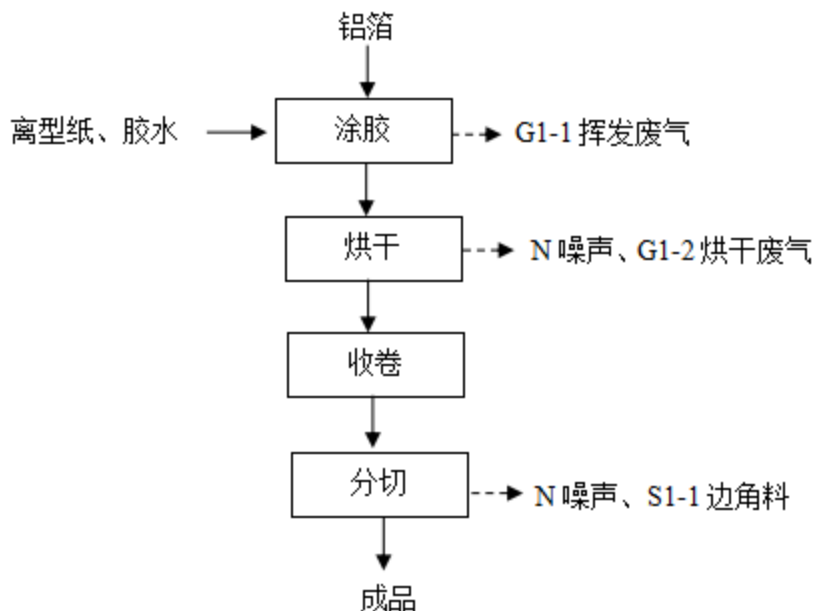 铝箔
离型纸、胶水
涂胶
G1-1 挥发废气
烘干
N 噪声、G1-2 烘干废气
收卷
分切
N 噪声、S1-1 边角料
成品